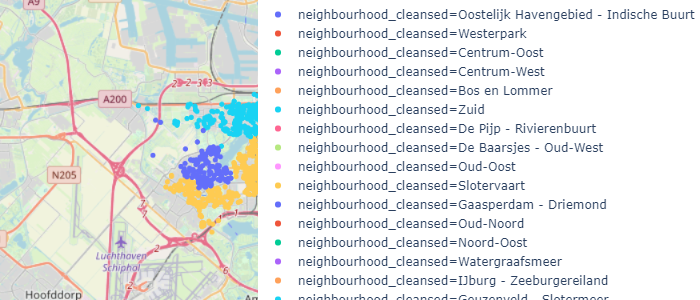 A9
neighbourhood_cleansed=Oostelijk Havengebied - Indische Buurt
neighbourhood_cleansed=Westerpark
neighbourhood_cleansed=Centrum-Oost
neighbourhood_cleansed=Centrum-West
neighbourhood_cleansed=Bos en Lommer
A200
neighbourhood_cleansed=Zuid
neighbourhood_cleansed=De Pijp - Rivierenbuurt
neighbourhood_cleansed=De Baarsjes - Oud-West
neighbourhood_cleansed=Oud-Oost
N205
neighbourhood_cleansed=Slotervaart
neighbourhood_cleansed=Gaasperdam - Driemond
neighbourhood_cleansed=Oud-Noord
neighbourhood_cleansed=Noord-Oost
Luchthaven
Schiphol
neighbourhood_cleansed=Watergraafsmeer
neighbourhood_cleansed=IJburg - Zeeburgereiland
Hoofddorp
neighbourhood_cleansed=Geuzenveld - Slotermeer